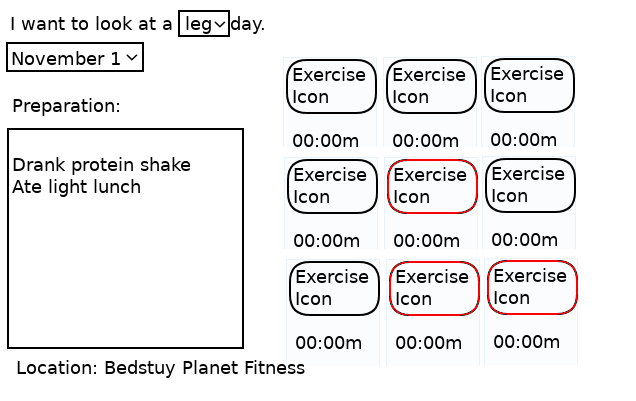 I want to look at a leg day.
November 1
Preparation:
Drank protein shake
Ate light lunch
Location: Bedstuy Planet Fitness
Exercise Icon
00:00m
Exercise Icon
00:00m
Exercise Icon
00:00m
Exercise Icon
00:00m
Exercise Icon
00:00m
Exercise Icon
00:00m
Exercise Icon
00:00m
Exercise Icon
00:00m
Exercise Icon
00:00m